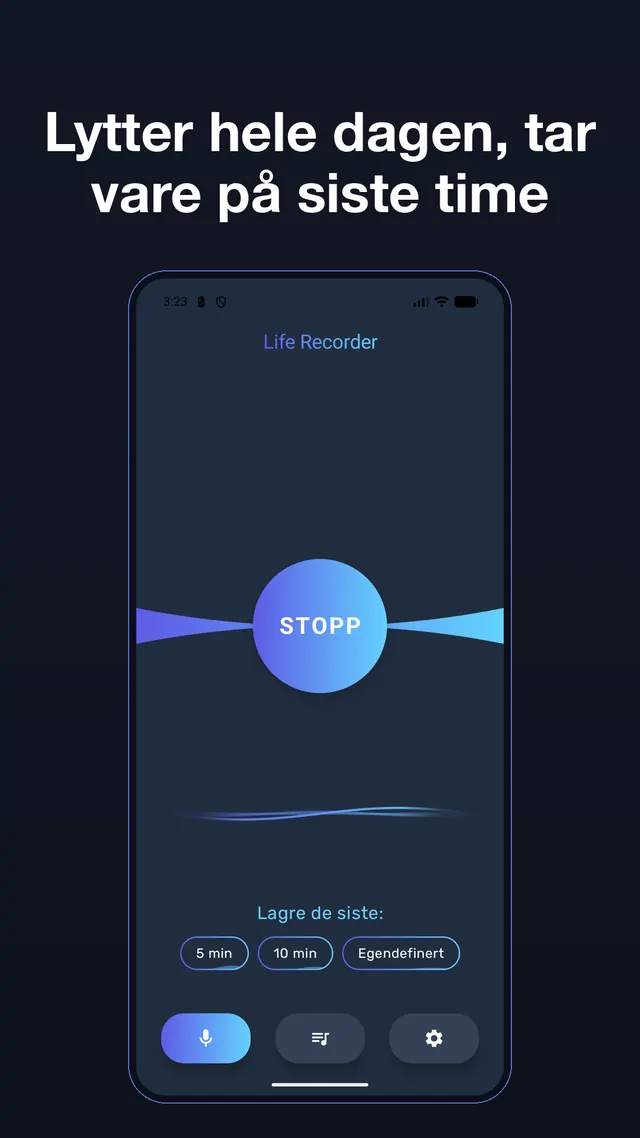 Lytter hele dagen, tar
vare på siste time
3:23
Life Recorder
STOPP
Lagre de siste:
5 min
10 min
Egendefinert